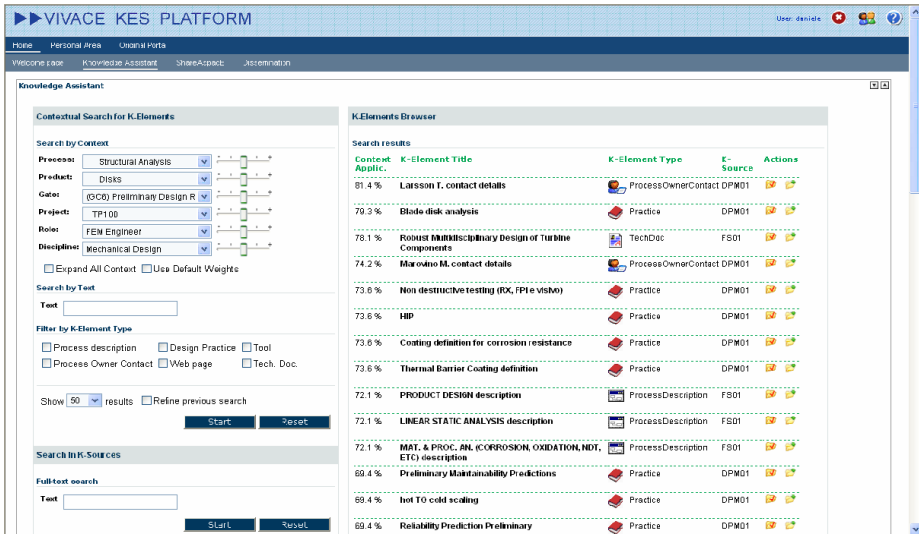 VIVACE KES PLATFORM
User: daniele
Home Personal Area Original Portal
Welcome page Knowledge Assistant ShareAspace Dissemination
Knowledge Assistant
Contextual Search for K-Elements
Search by Context
Process: Structural Analysis
Product: Disks
Gate: (GC6) Preliminary Design R
Project: TP100
Role: FEM Engineer
Discipline: Mechanical Design
Expand All Context Use Default Weights
Search by Text
Text
Filter by K-Element Type
Process description Design Practice Tool
Process Owner Contact Web page Tech. Doc.
Show 50 results Refine previous search
Start Reset
Search In K-Sources
Full-text search
Text
Start Reset
K-Elements Browser
Search results
Context Applic. K-Element Title K-Element Type K-Source Actions
81.4 % Larsson T. contact details ProcessOwnerContact DPM01
79.3 % Blade disk analysis Practice DPM01
78.1 % Robust Multidisciplinary Design of Turbine TechDoc FS01
Components
74.2 % Marovino M. contact details ProcessOwnerContact DPM01
73.6 % Non destructive testing (RX, FPI e visivo) Practice DPM01
73.6 % HIP Practice DPM01
73.6 % Coating definition for corrosion resistance Practice DPM01
73.6 % Thermal Barrier Coating definition Practice DPM01
72.1 % PRODUCT DESIGN description ProcessDescription FS01
72.1 % LINEAR STATIC ANALYSIS description ProcessDescription FS01
72.1 % MAT. & PROC. AN. (CORROSION, OXIDATION, NDT, ProcessDescription FS01
ETC) description
69.4 % Preliminary Maintainability Predictions Practice DPM01
69.4 % hot TO cold scaling Practice DPM01
69.4 % Reliability Prediction Preliminary Practice DPM01